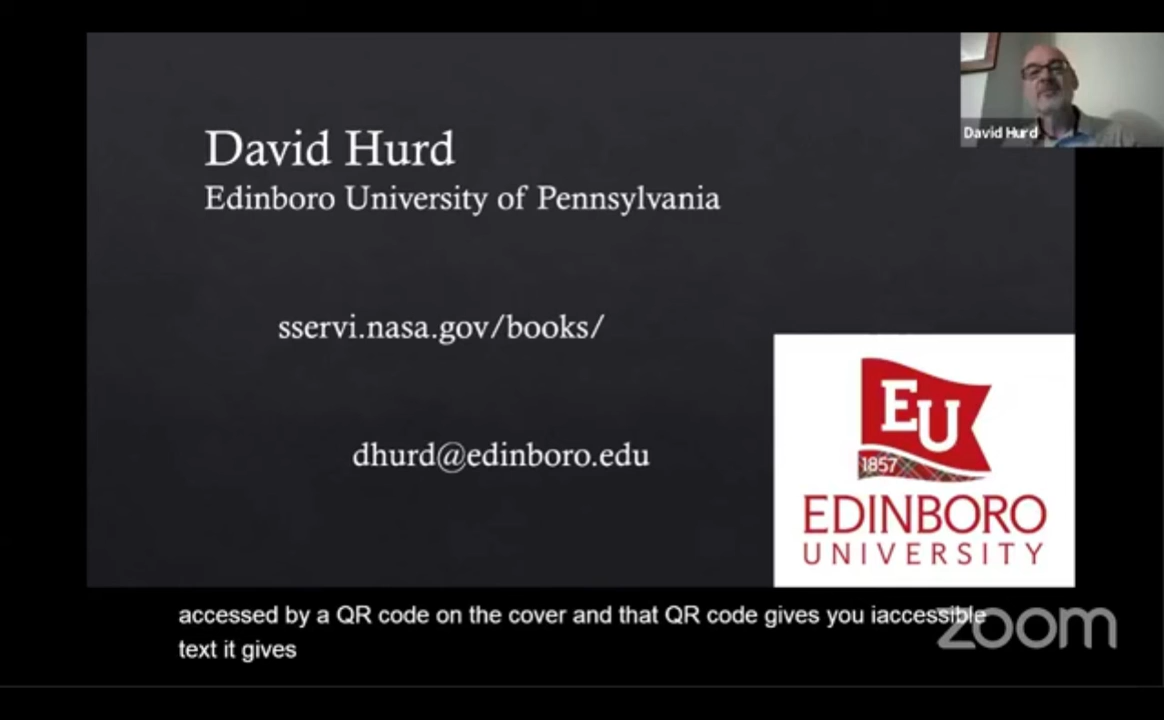 David Hurd
Edinboro University of Pennsylvania
David Hurd
sservi.nasa.gov/books/
dhurd@edinboro.edu
EU
1857
EDINBORO
UNIVERSITY
accessed by a QR code on the cover and that QR code gives you iaccessible
text it gives
zoom